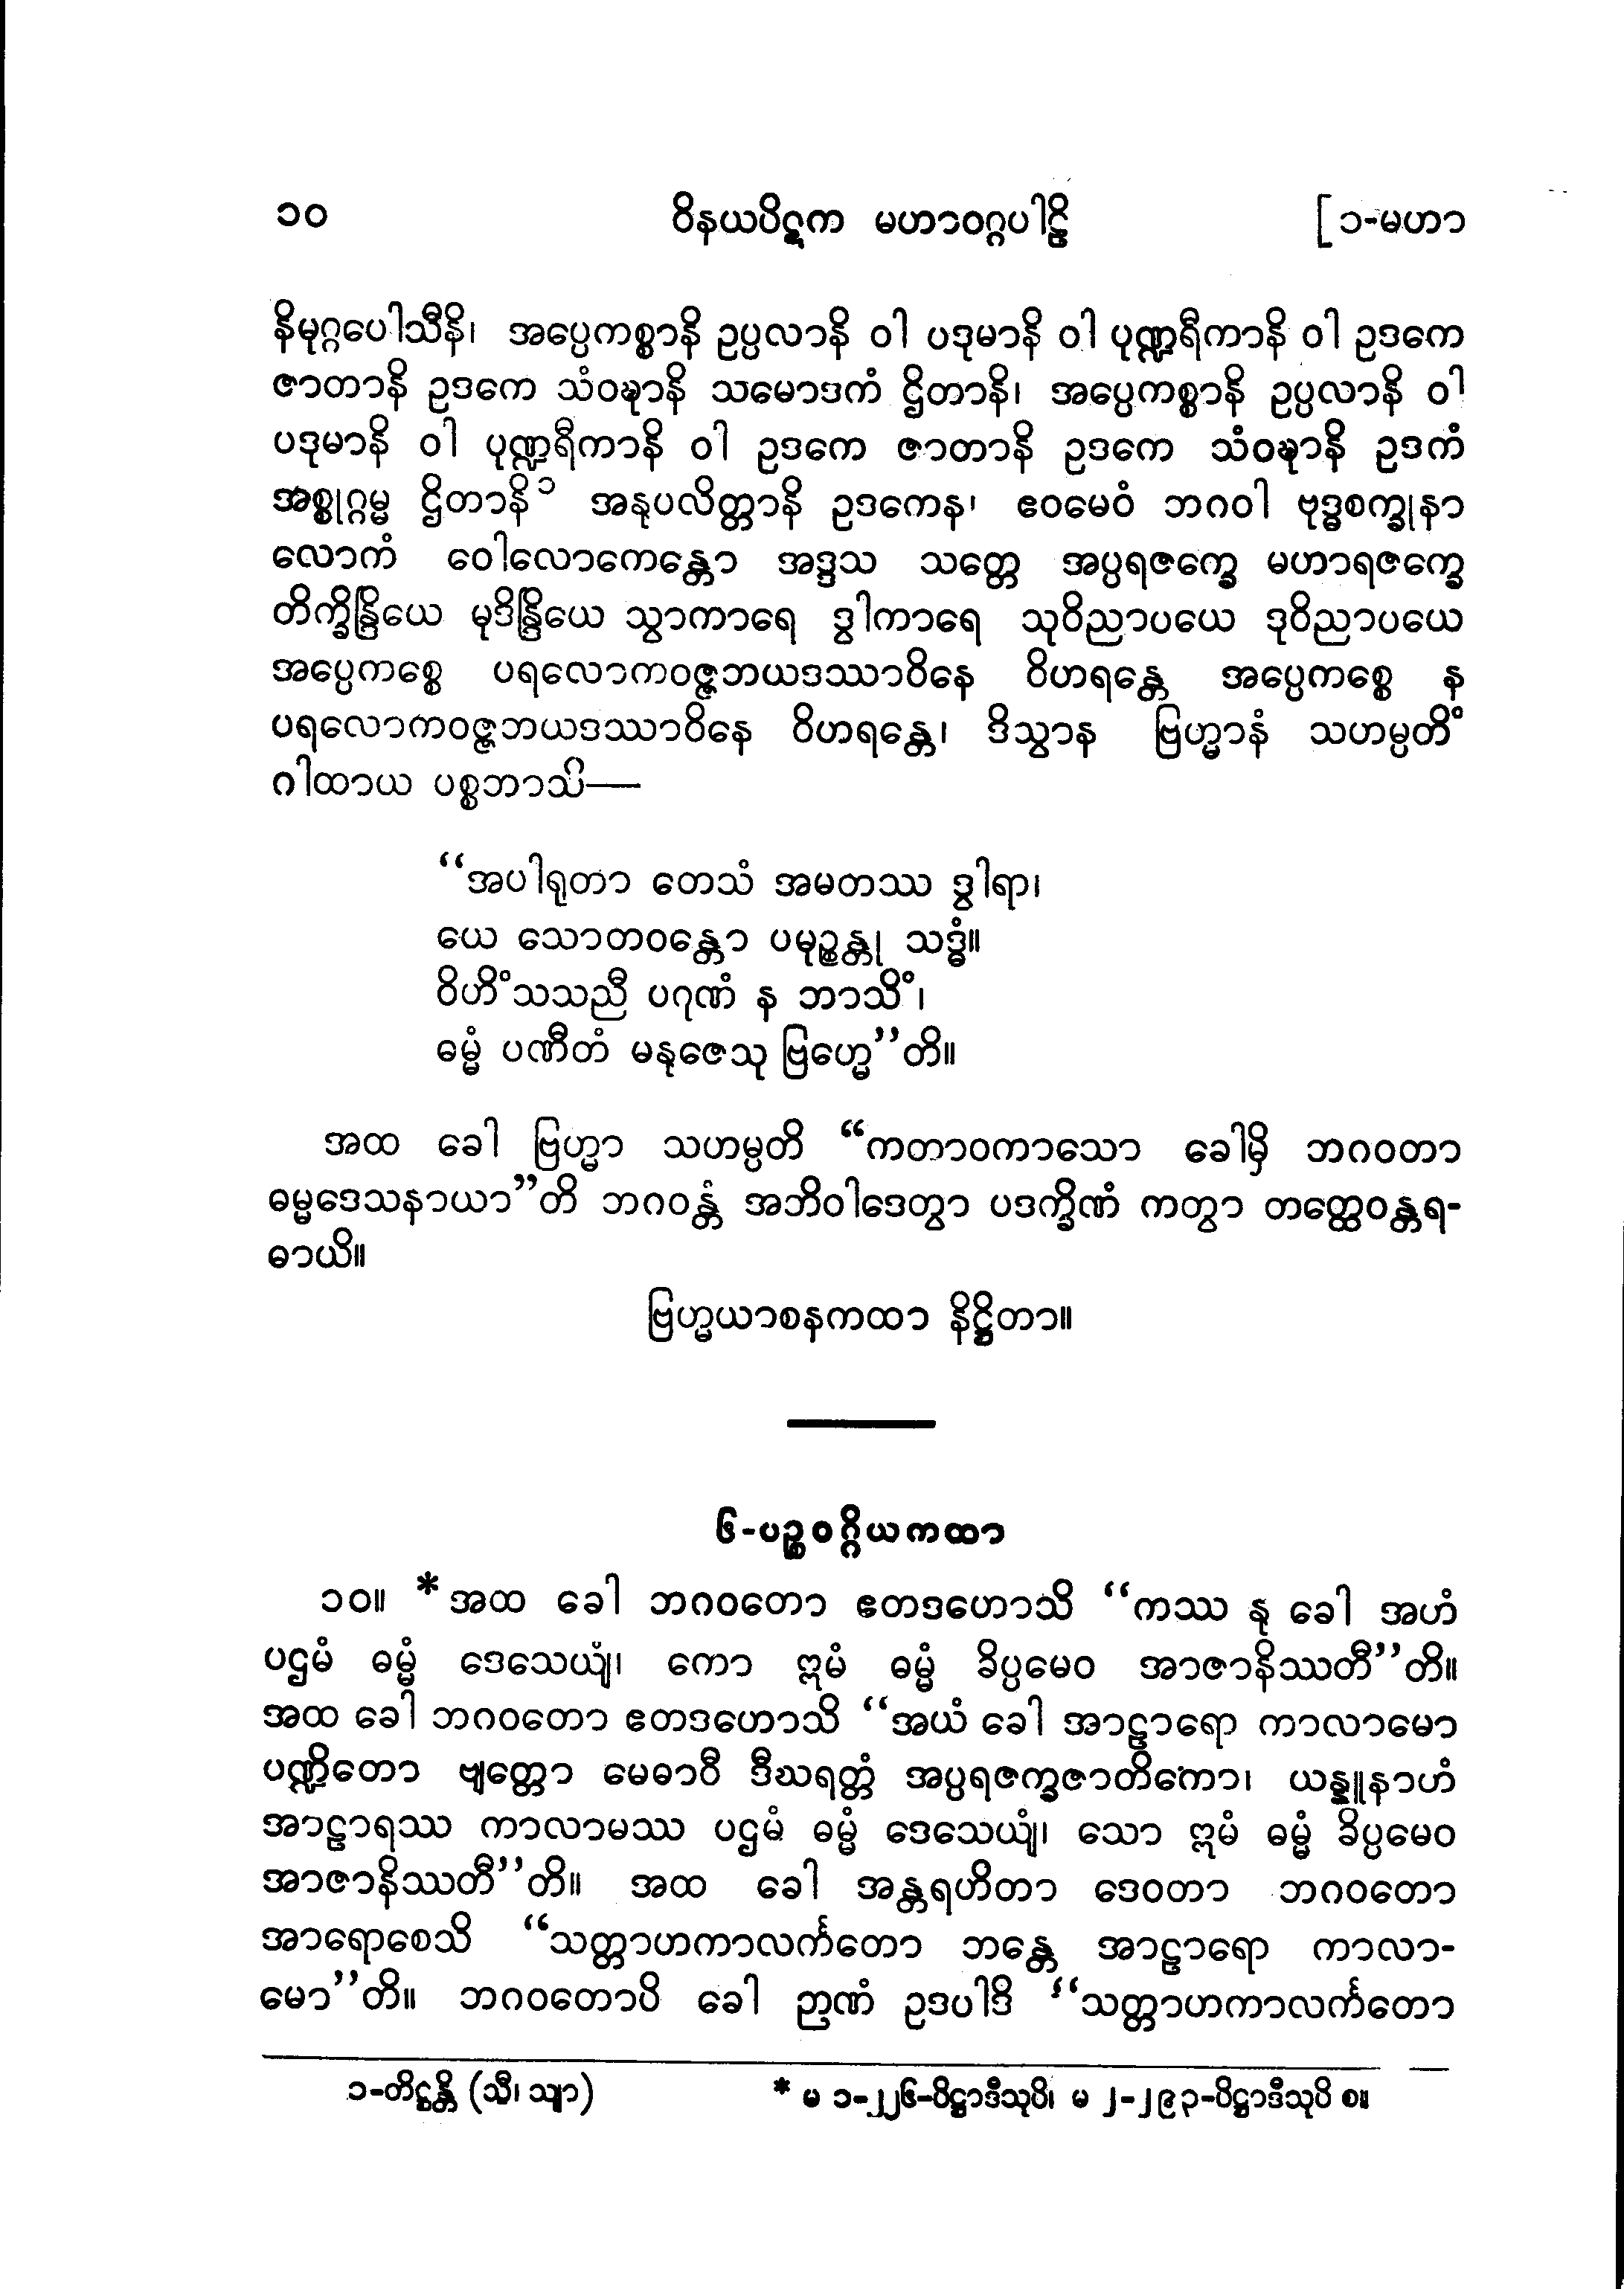 ၁၀ ဝိနယပိဋက မဟာဝဂ္ဂပါဠိ [၁-မဟာ
နိမုဂ္ဂပေါသီနိ၊ အပ္ပေကစ္စာနိ ဥပ္ပလာနိ ဝါ ပဒုမာနိ ဝါ ပုဏ္ဍရီကာနိ ဝါ ဥဒကေ
ဇာတာနိ ဥဒကေ သံဝဍ္ဎာနိ သမောဒကံ ဌိတာနိ၊ အပ္ပေကစ္စာနိ ဥပ္ပလာနိ ဝါ
ပဒုမာနိ ဝါ ပုဏ္ဍရီကာနိ ဝါ ဥဒကေ ဇာတာနိ ဥဒကေ သံဝဍ္ဎာနိ ဥဒကံ
အစ္စုဂ္ဂမ္မ ဌိတာနိ၁ အနုပလိတ္တာနိ ဥဒကေန၊ ဧဝမေဝံ ဘဂဝါ ဗုဒ္ဓစက္ခုနာ
လောကံ ဝေါလောကေန္တော အဒ္ဒသ သတ္တေ အပ္ပရဇက္ခေ မဟာရဇက္ခေ
တိက္ခိန္ဒြိယေ မုဒိန္ဒြိယေ သွာကာရေ ဒွါကာရေ သုဝိညာပယေ ဒုဝိညာပယေ
အပ္ပေကစ္စေ ပရလောကဝဇ္ဇဘယဒဿာဝိနေ ဝိဟရန္တေ အပ္ပေကစ္စေ န
ပရလောကဝဇ္ဇဘယဒဿာဝိနေ ဝိဟရန္တေ၊ ဒိသွာန ဗြဟ္မာနံ သဟမ္ပတိံ
ဂါထာယ ပစ္စဘာသိ—
“အပါရုတာ တေသံ အမတဿ ဒွါရာ၊
ယေ သောတဝန္တော ပမုဉ္စန္တု သဒ္ဓံ။
ဝိဟိံသသညီ ပဂုဏံ န ဘာသိံ၊
ဓမ္မံ ပဏီတံ မနုဇေသု ဗြဟ္မေ”တိ။
အထ ခေါ ဗြဟ္မာ သဟမ္ပတိ “ကတာဝကာသော ခေါမှိ ဘဂဝတာ
ဓမ္မဒေသနာယာ”တိ ဘဂဝန္တံ အဘိဝါဒေတွာ ပဒက္ခိဏံ ကတွာ တတ္ထေဝန္တရ-
ဓာယိ။
ဗြဟ္မယာစနကထာ နိဋ္ဌိတာ။
၆-ပဉ္စဝဂ္ဂိယကထာ
၁၀။ *အထ ခေါ ဘဂဝတော ဧတဒဟောသိ “ကဿ နု ခေါ အဟံ
ပဌမံ ဓမ္မံ ဒေသေယျံ၊ ကော ဣမံ ဓမ္မံ ခိပ္ပမေဝ အာဇာနိဿတီ”တိ။
အထ ခေါ ဘဂဝတော ဧတဒဟောသိ “အယံ ခေါ အာဠာရော ကာလာမော
ပဏ္ဍိတော ဗျတ္တော မေဓာဝီ ဒီဃရတ္တံ အပ္ပရဇက္ခဇာတိကော၊ ယန္နူနာဟံ
အာဠာရဿ ကာလာမဿ ပဌမံ ဓမ္မံ ဒေသေယျံ၊ သော ဣမံ ဓမ္မံ ခိပ္ပမေဝ
အာဇာနိဿတီ”တိ။ အထ ခေါ အန္တရဟိတာ ဒေဝတာ ဘဂဝတော
အာရောစေသိ “သတ္တာဟကာလင်္ကတော ဘန္တေ အာဠာရော ကာလာ-
မော”တိ။ ဘဂဝတောပိ ခေါ ဉာဏံ ဥဒပါဒိ “သတ္တာဟကာလင်္ကတော
၁-တိဋ္ဌန္တိ (သီ၊ သျာ) * မ ၁-၂၂၆-ပိဋ္ဌာဒီသုပိ၊ မ ၂-၂၉၃-ပိဋ္ဌာဒီသုပိ စ။